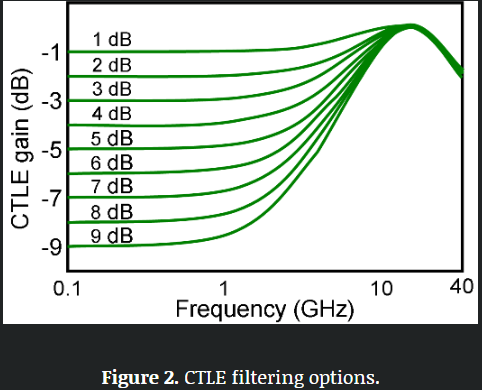 1 dB
-1
2 dB
3 dB
-3
4 dB
5 dB
-5
6 dB
7 dB
-7
8 dB
9 dB
-9
CTLE gain (dB)
0.1 1 10 40
Frequency (GHz)
Figure 2. CTLE filtering options.